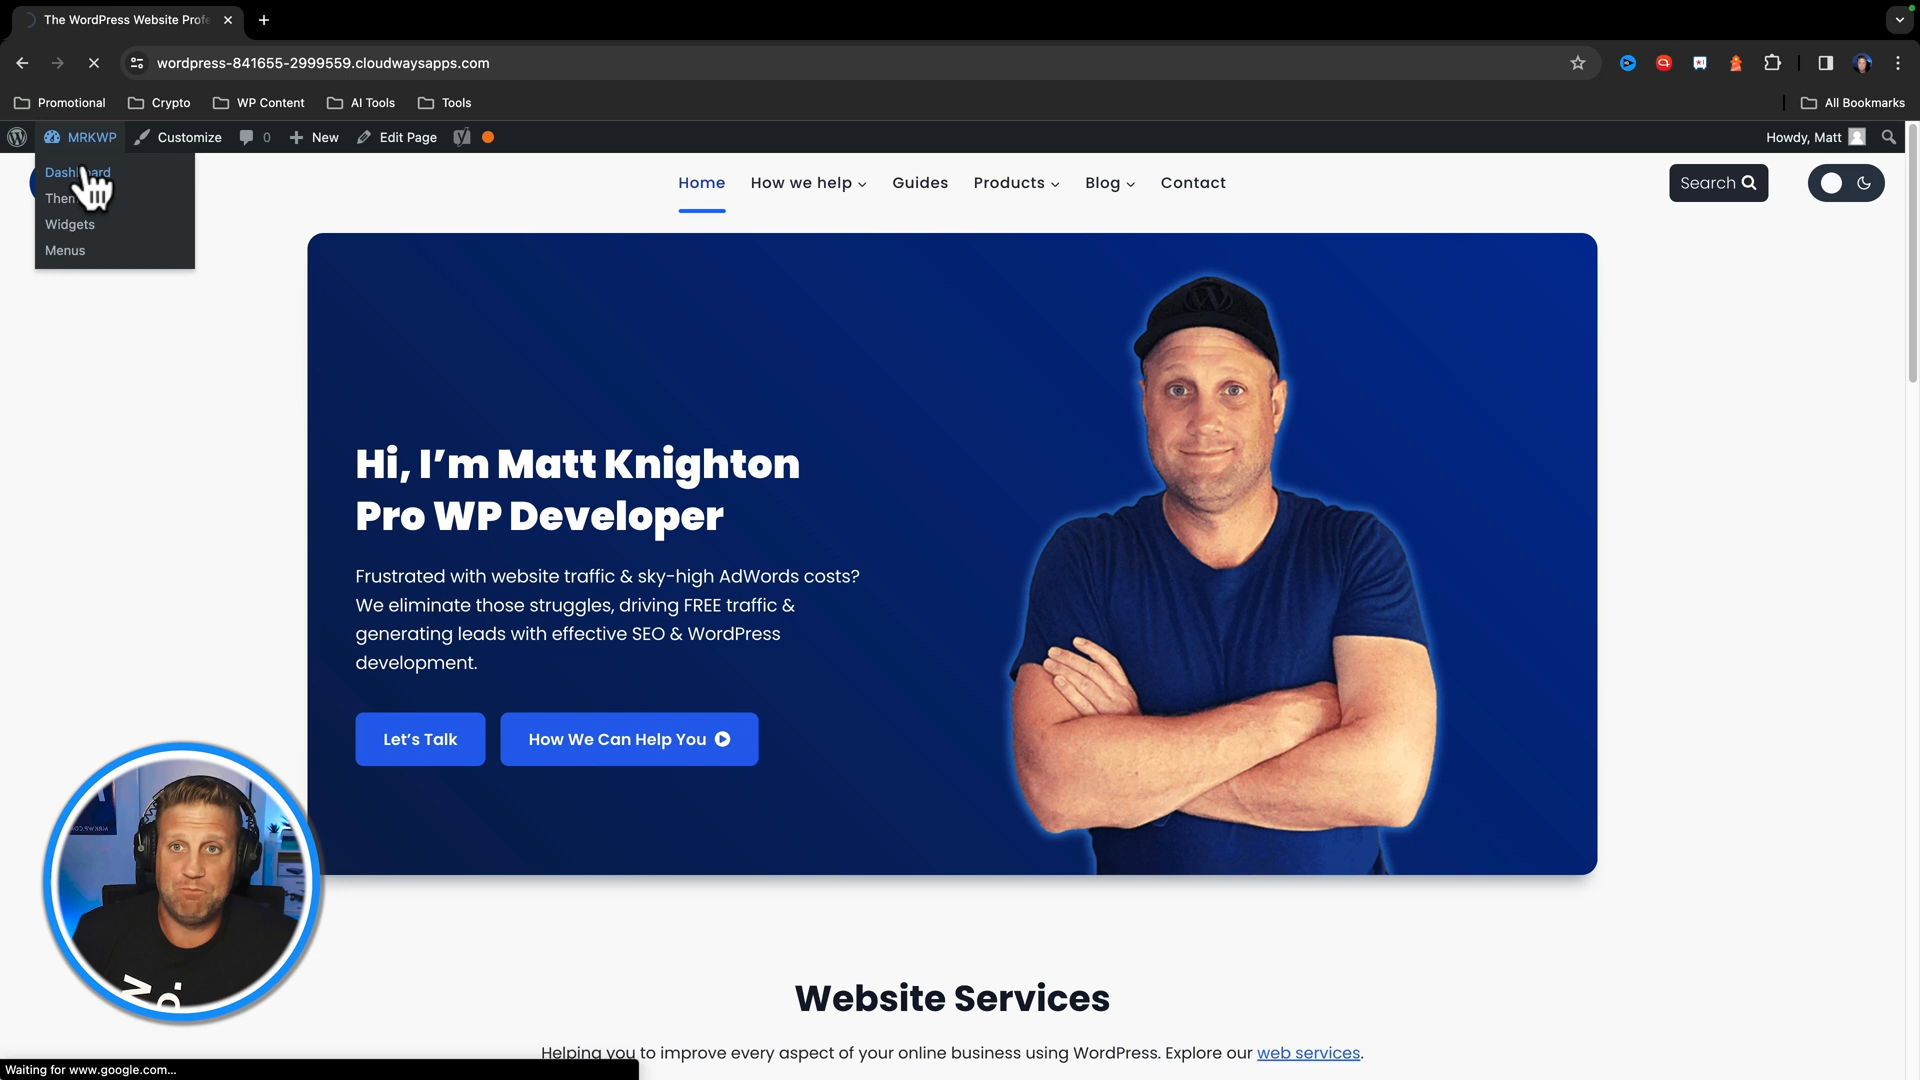 The WordPress Website Profe
wordpress-841655-2999559.cloudwaysapps.com
Promotional
Crypto
WP Content
AI Tools
Tools
All Bookmarks
MRKWP
Customize
0
New
Edit Page
Howdy, Matt
Dashboard
Widgets
Menus
Home
How we help
Guides
Products
Blog
Contact
Search
Hi, I’m Matt Knighton
Pro WP Developer
Frustrated with website traffic & sky-high AdWords costs?
We eliminate those struggles, driving FREE traffic &
generating leads with effective SEO & WordPress
development.
Let’s Talk
How We Can Help You
Website Services
Helping you to improve every aspect of your online business using WordPress. Explore our web services.
Waiting for www.google.com...